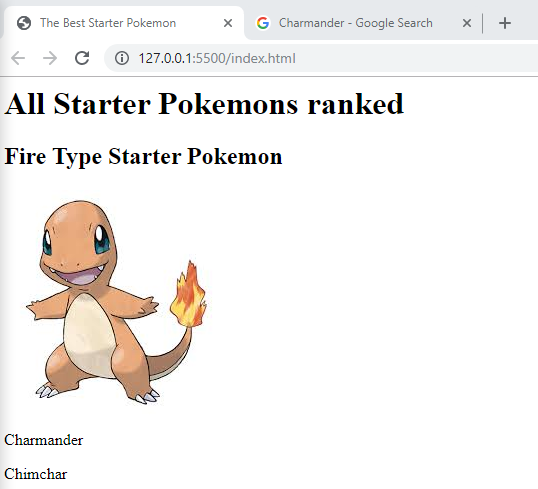 The Best Starter Pokemon
Charmander - Google Search
127.0.0.1:5500/index.html
All Starter Pokemons ranked
Fire Type Starter Pokemon
Charmander
Chimchar